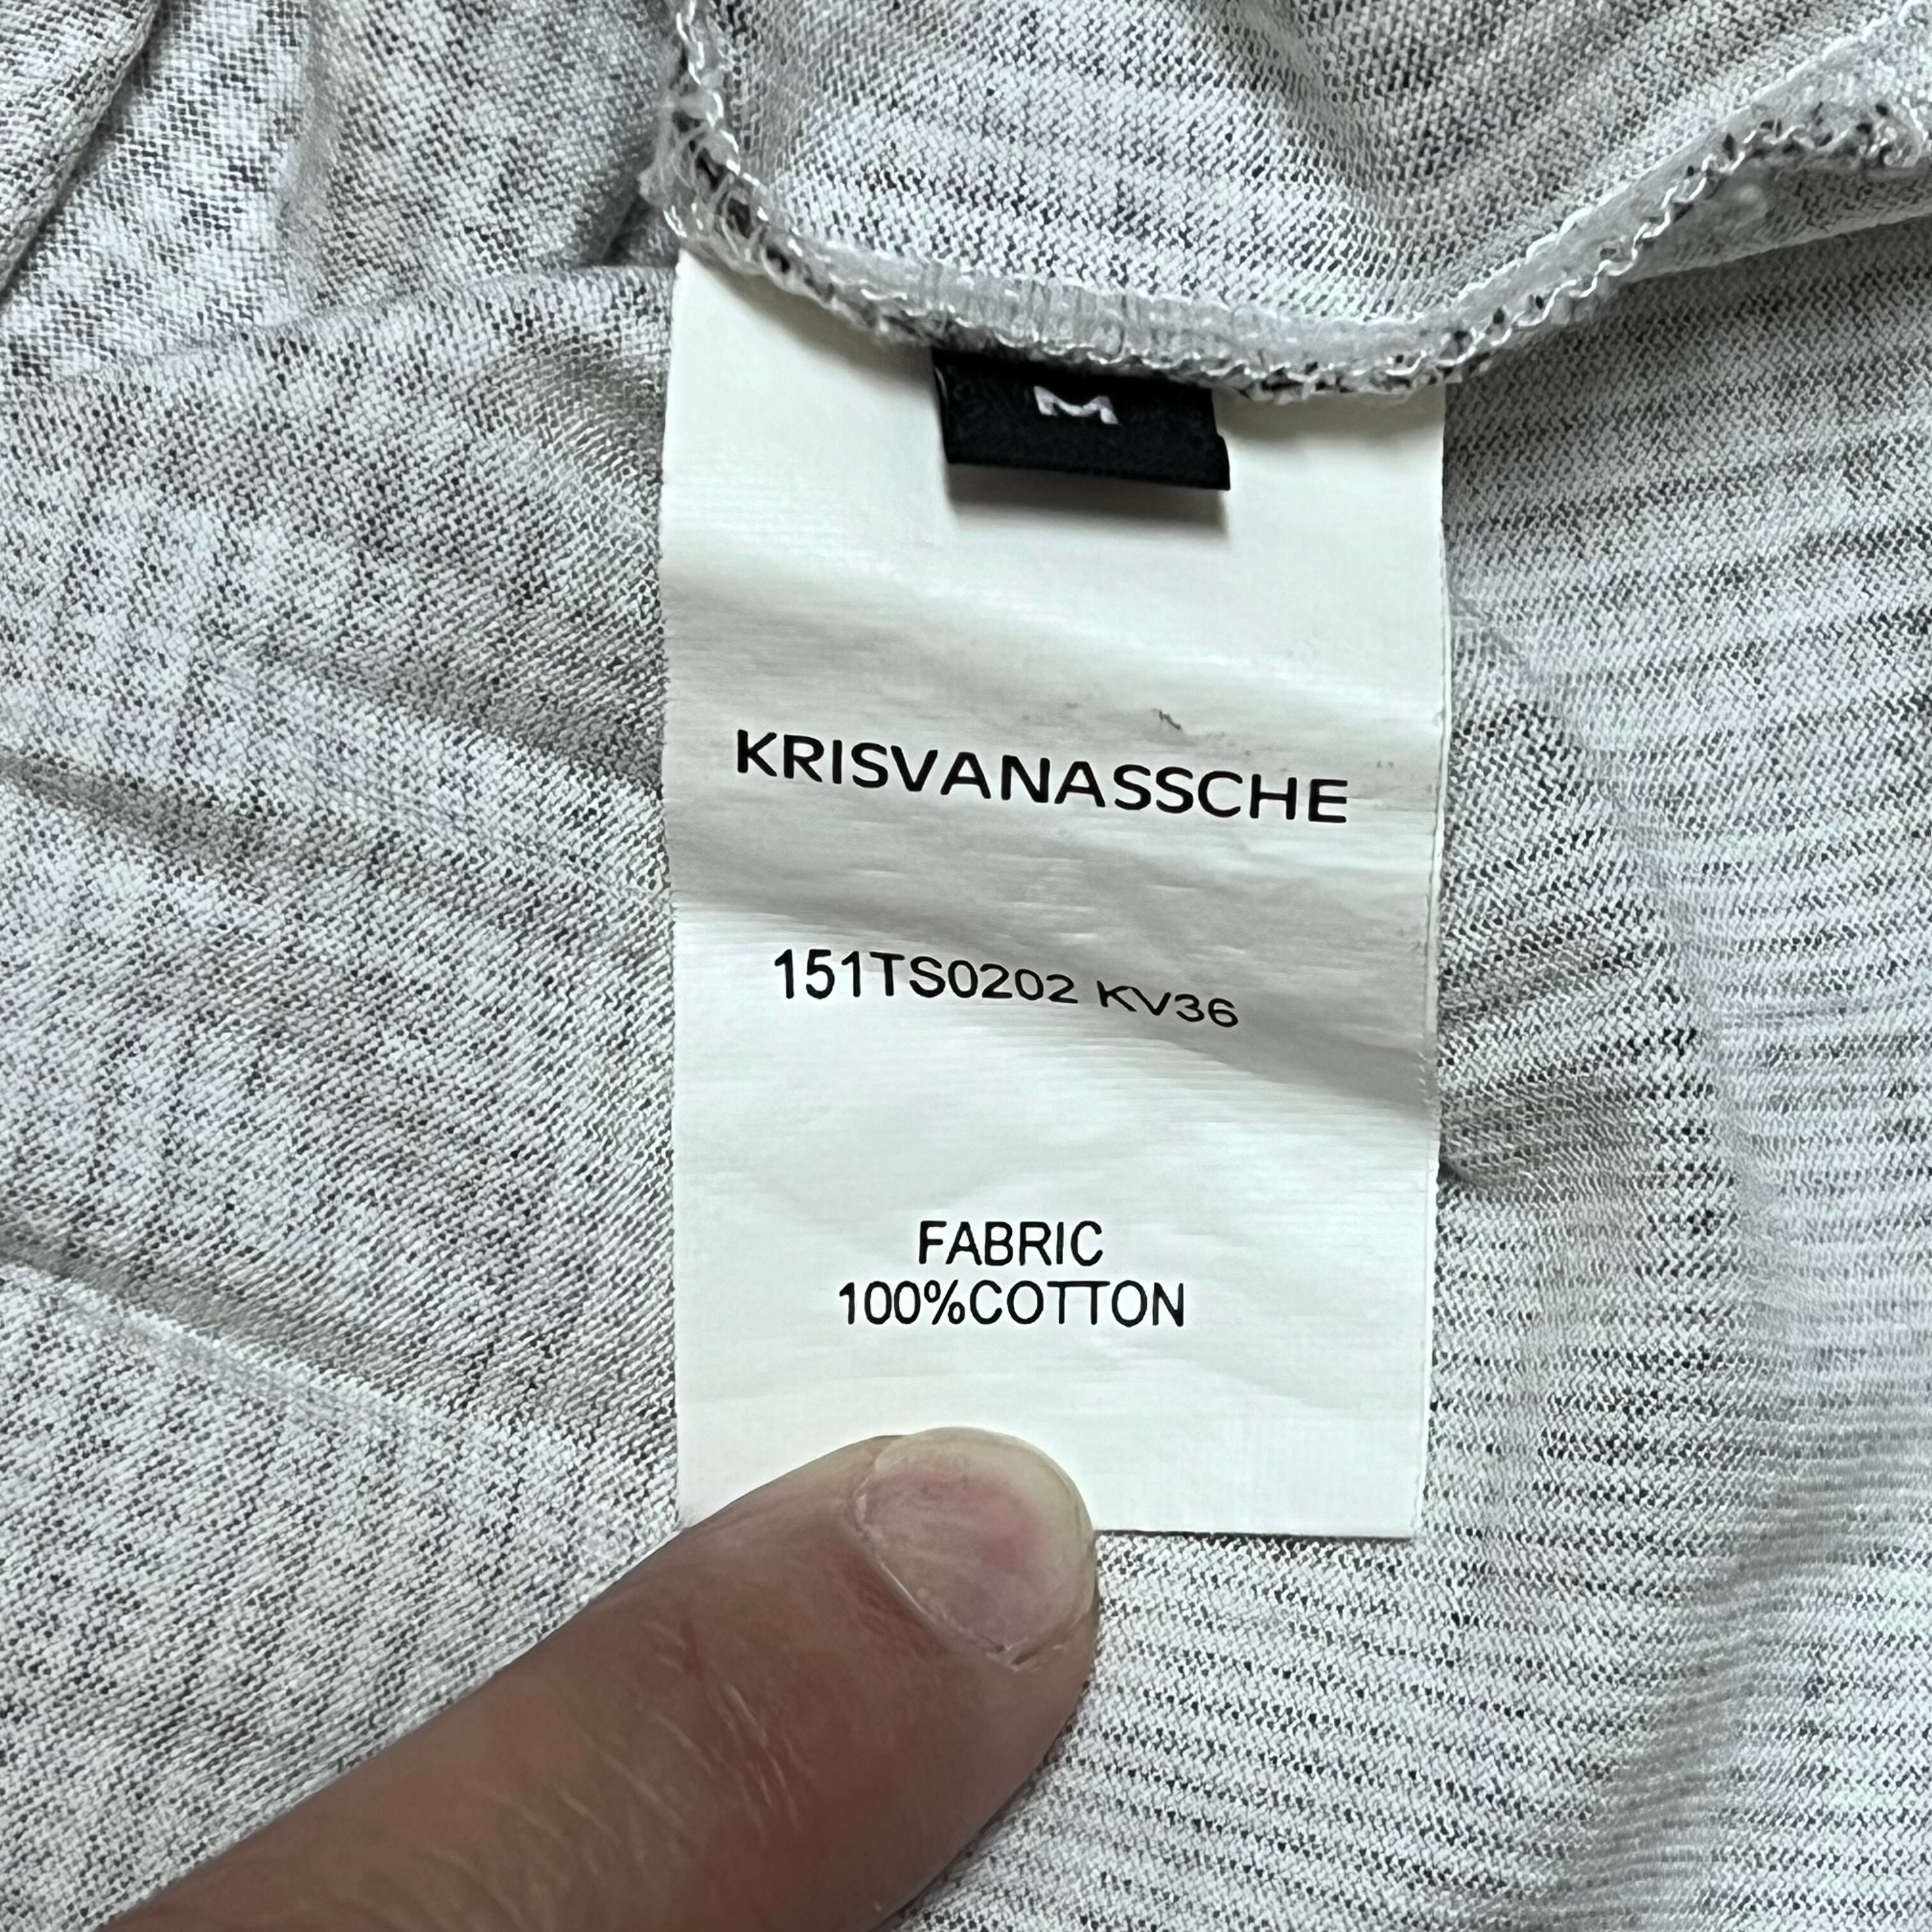 M
KRISVANASSCHE
151TS0202 KV36
FABRIC
100%COTTON